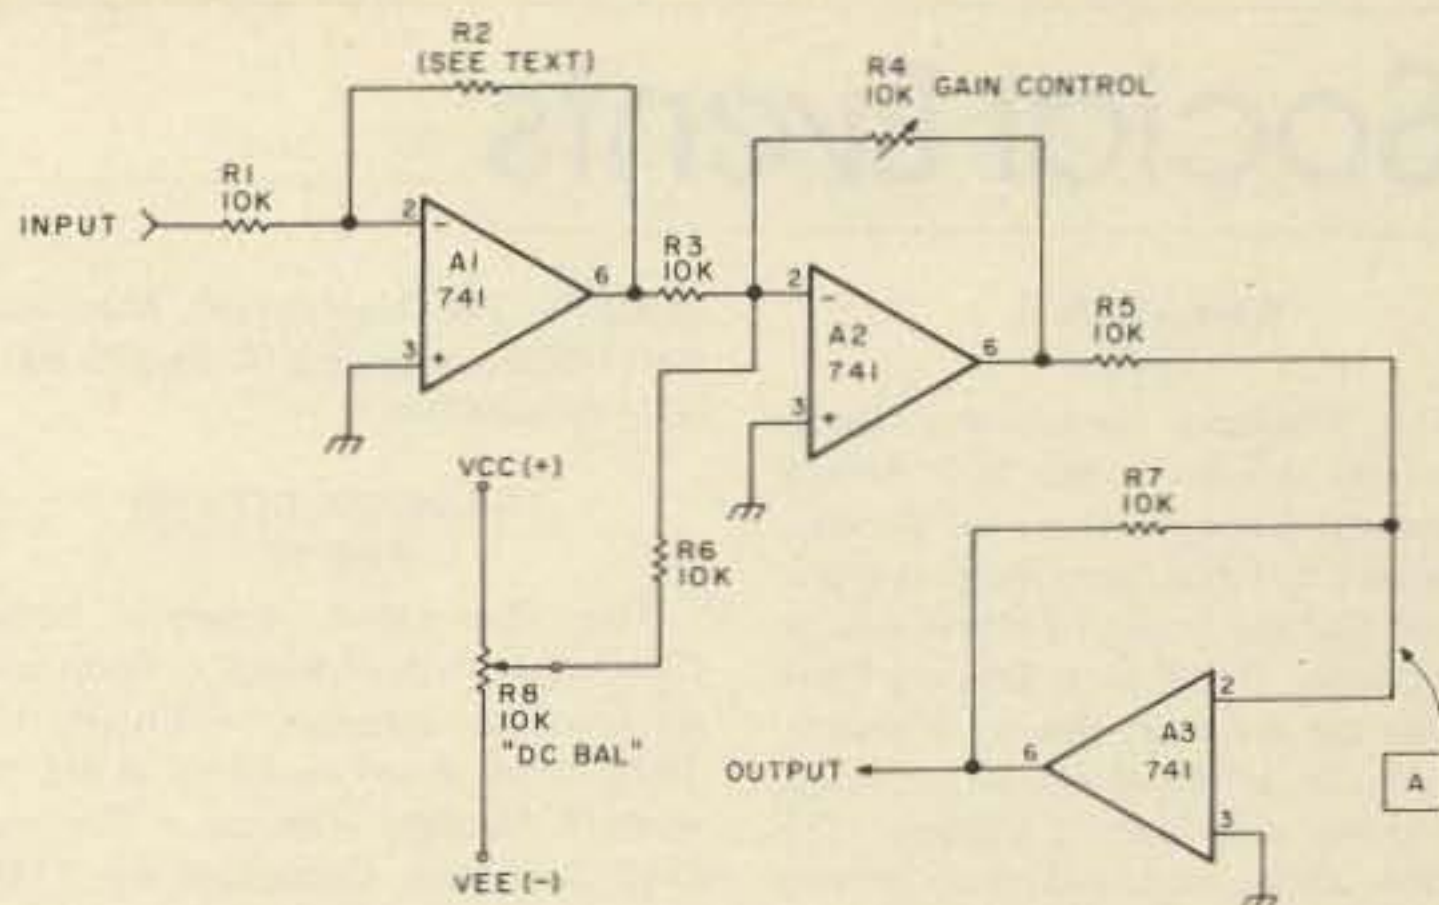 R2
(SEE TEXT)
R4
10K GAIN CONTROL
R1
10K
INPUT
2
-
A1
741
6
3
+
R3
10K
2
-
A2
741
6
3
+
R5
10K
VCC(+)
R6
10K
R7
10K
R8
10K
"DC BAL"
VEE(-)
OUTPUT
6
A3
741
2
3
A